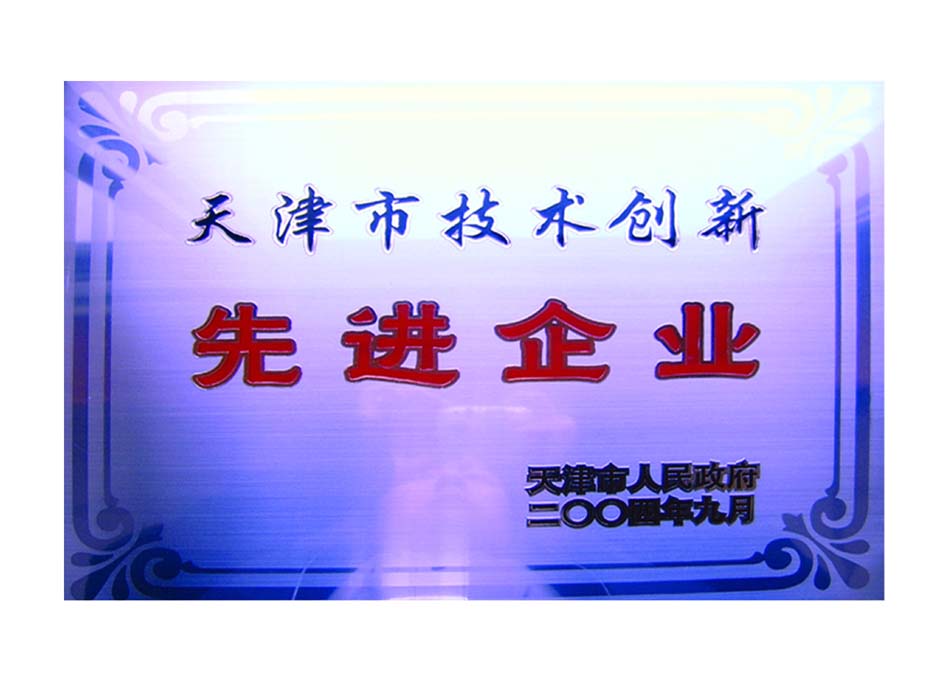 天津市技术创新
先进企业
天津市人民政府
二〇〇四年九月